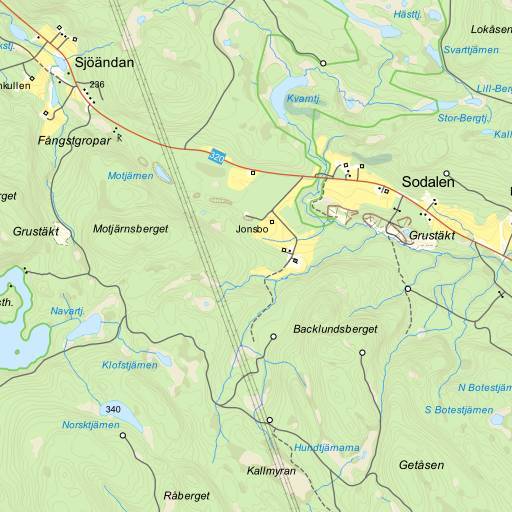 Hästtj.
Lokåsen
Svarttjärnen
Sjöändan
236
Lill-Bergtj.
Kvarntj.
Stor-Bergtj.
Fångstgropar
320
Motjärnen
Sodalen
Grustäkt
Motjärnsberget
Jonsbo
Grustäkt
Navartj.
Backlundsberget
Klofstjärnen
N Botestjärnen
340
S Botestjärnen
Norsktjärnen
Hundtjärnarna
Kallmyran
Getåsen
Råberget